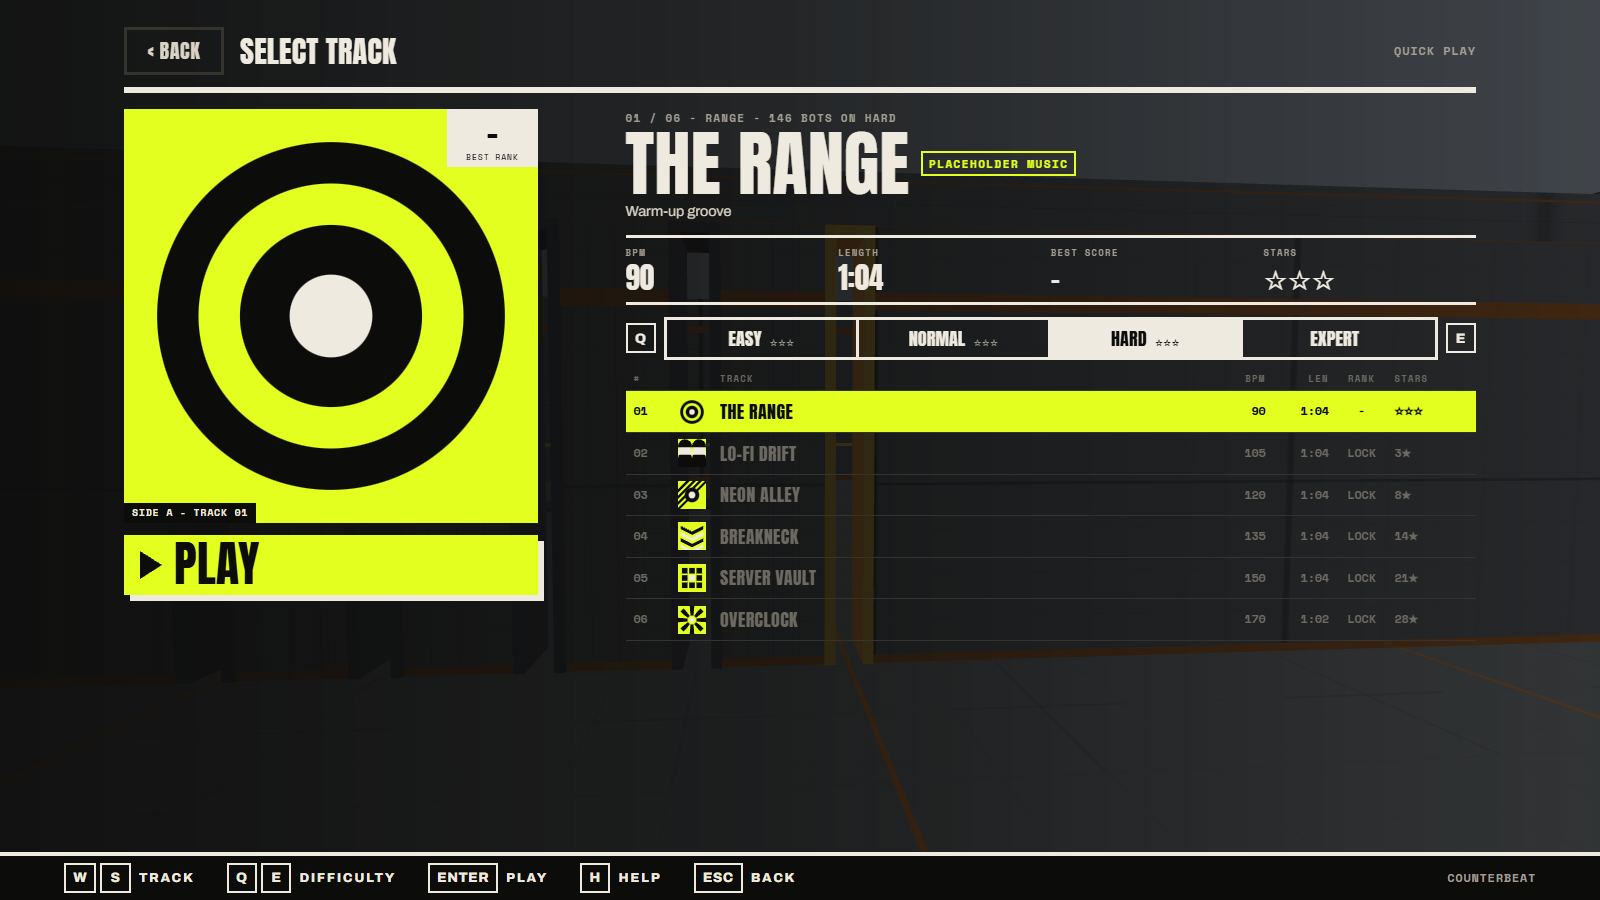 < BACK
SELECT TRACK
QUICK PLAY
-
BEST RANK
SIDE A - TRACK 01
PLAY
01 / 06 - RANGE - 146 BOTS ON HARD
THE RANGE
PLACEHOLDER MUSIC
Warm-up groove
BPM LENGTH BEST SCORE STARS
90 1:04 - ☆☆☆
Q EASY ☆☆☆ NORMAL ☆☆☆ HARD ☆☆☆ EXPERT E
# TRACK BPM LEN RANK STARS
01 THE RANGE 90 1:04 - ☆☆☆
02 LO-FI DRIFT 105 1:04 LOCK 3★
03 NEON ALLEY 120 1:04 LOCK 8★
04 BREAKNECK 135 1:04 LOCK 14★
05 SERVER VAULT 150 1:04 LOCK 21★
06 OVERCLOCK 170 1:02 LOCK 28★
W S TRACK Q E DIFFICULTY ENTER PLAY H HELP ESC BACK
COUNTERBEAT